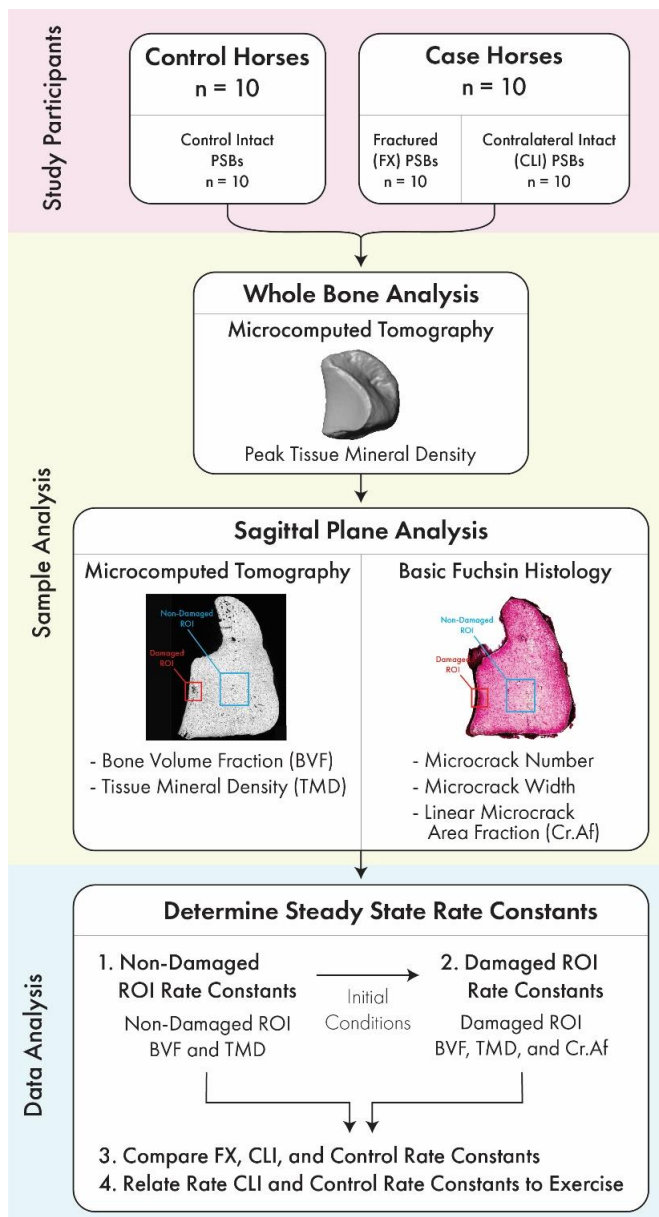 Study Participants
Control Horses
n = 10
Control Intact
PSBs
n = 10
Case Horses
n = 10
Fractured
(FX) PSBs
n = 10
Contralateral Intact
(CLI) PSBs
n = 10
Sample Analysis
Whole Bone Analysis
Microcomputed Tomography
Peak Tissue Mineral Density
Sagittal Plane Analysis
Microcomputed Tomography
Non-Damaged
ROI
Damaged
ROI
- Bone Volume Fraction (BVF)
- Tissue Mineral Density (TMD)
Basic Fuchsin Histology
Non-Damaged
ROI
Damaged
ROI
- Microcrack Number
- Microcrack Width
- Linear Microcrack
Area Fraction (Cr.Af)
Data Analysis
Determine Steady State Rate Constants
1. Non-Damaged
ROI Rate Constants
Non-Damaged ROI
BVF and TMD
Initial
Conditions
2. Damaged ROI
Rate Constants
Damaged ROI
BVF, TMD, and Cr.Af
3. Compare FX, CLI, and Control Rate Constants
4. Relate Rate CLI and Control Rate Constants to Exercise